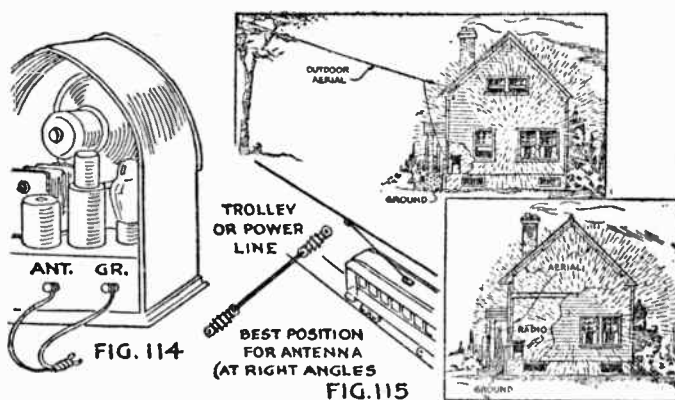 OUTDOOR
AERIAL
GROUND
TROLLEY
OR POWER
LINE
ANT. GR.
FIG. 114
BEST POSITION
FOR ANTENNA
(AT RIGHT ANGLES
FIG. 115
AERIAL
RADIO
GROUND